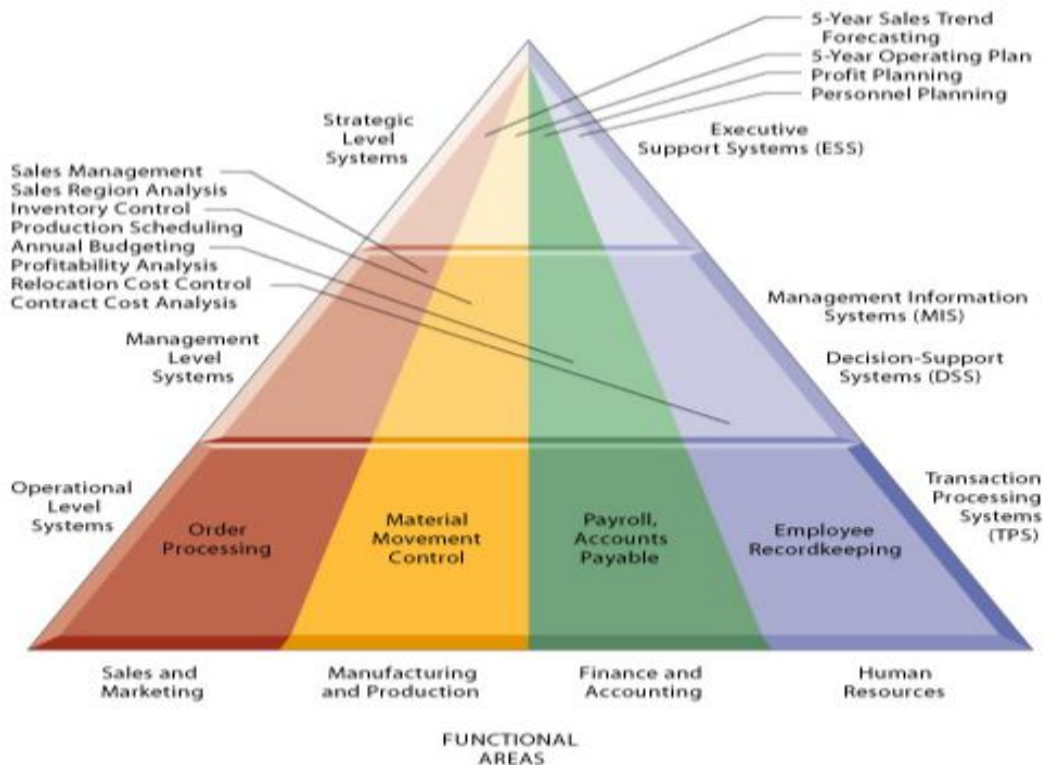 5-Year Sales Trend
Forecasting
5-Year Operating Plan
Profit Planning
Personnel Planning
Strategic
Level
Systems
Executive
Support Systems (ESS)
Sales Management
Sales Region Analysis
Inventory Control
Production Scheduling
Annual Budgeting
Profitability Analysis
Relocation Cost Control
Contract Cost Analysis
Management Information
Systems (MIS)
Management
Level
Systems
Decision-Support
Systems (DSS)
Operational
Level
Systems
Order
Processing
Material
Movement
Control
Payroll,
Accounts
Payable
Employee
Recordkeeping
Transaction
Processing
Systems
(TPS)
Sales and
Marketing
Manufacturing
and Production
Finance and
Accounting
Human
Resources
FUNCTIONAL
AREAS